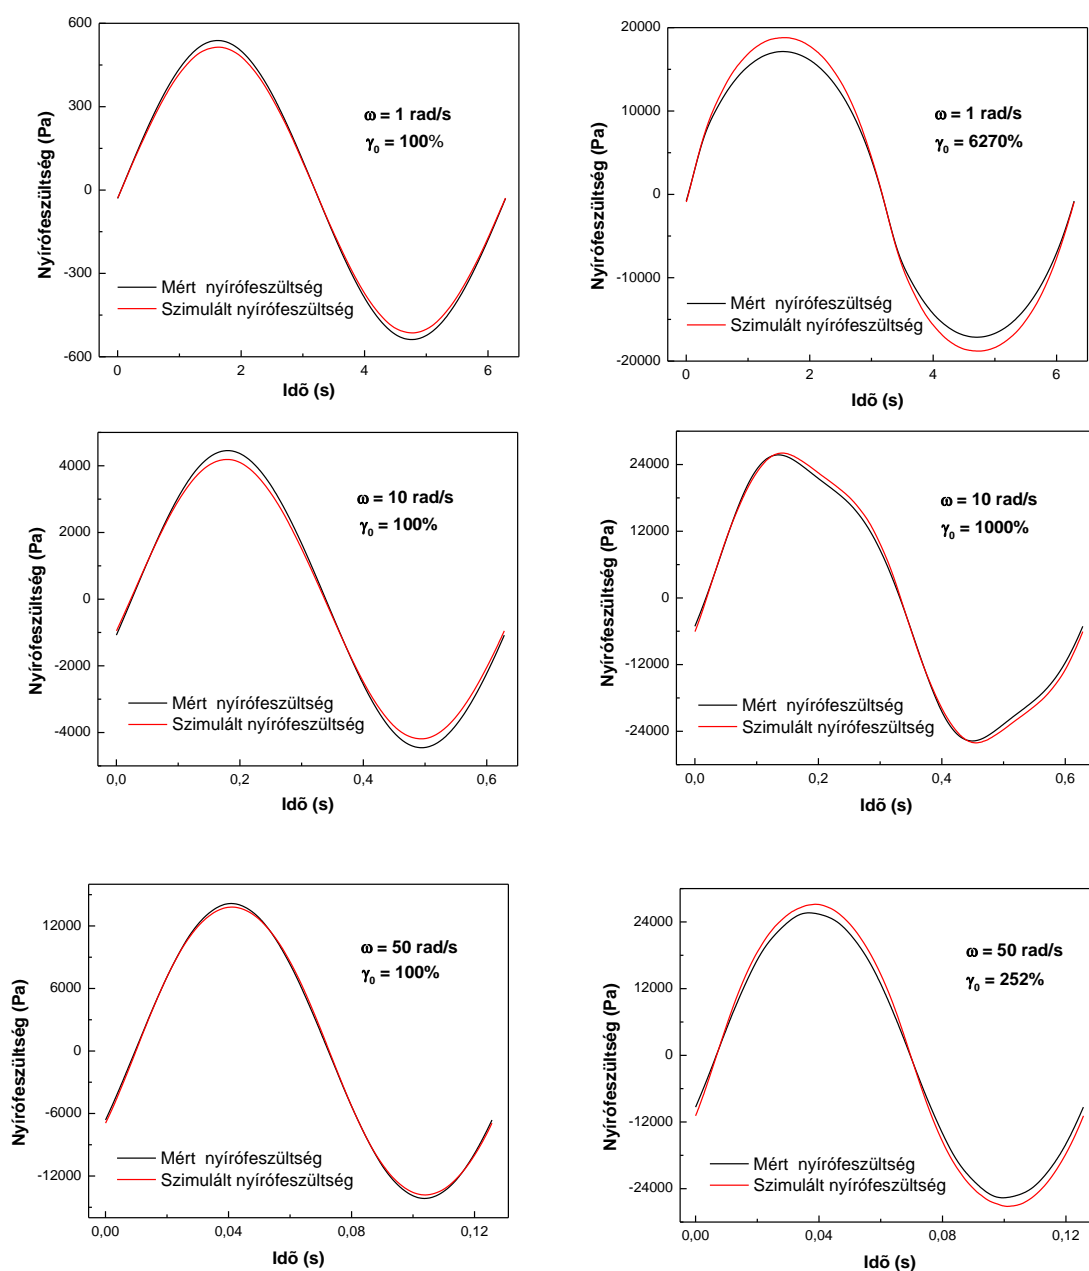 600
300
0
-300
-600
Nyírófeszültség (Pa)
ω = 1 rad/s
γ0 = 100%
Mért nyírófeszültség
Szimulált nyírófeszültség
0 2 4 6
Idõ (s)
20000
10000
0
-10000
-20000
Nyírófeszültség (Pa)
ω = 1 rad/s
γ0 = 6270%
Mért nyírófeszültség
Szimulált nyírófeszültség
0 2 4 6
Idõ (s)
4000
2000
0
-2000
-4000
Nyírófeszültség (Pa)
ω = 10 rad/s
γ0 = 100%
Mért nyírófeszültség
Szimulált nyírófeszültség
0,0 0,2 0,4 0,6
Idõ (s)
24000
12000
0
-12000
-24000
Nyírófeszültség (Pa)
ω = 10 rad/s
γ0 = 1000%
Mért nyírófeszültség
Szimulált nyírófeszültség
0,0 0,2 0,4 0,6
Idõ (s)
12000
6000
0
-6000
-12000
Nyírófeszültség (Pa)
ω = 50 rad/s
γ0 = 100%
Mért nyírófeszültség
Szimulált nyírófeszültség
0,00 0,04 0,08 0,12
Idõ (s)
24000
12000
0
-12000
-24000
Nyírófeszültség (Pa)
ω = 50 rad/s
γ0 = 252%
Mért nyírófeszültség
Szimulált nyírófeszültség
0,00 0,04 0,08 0,12
Idõ (s)